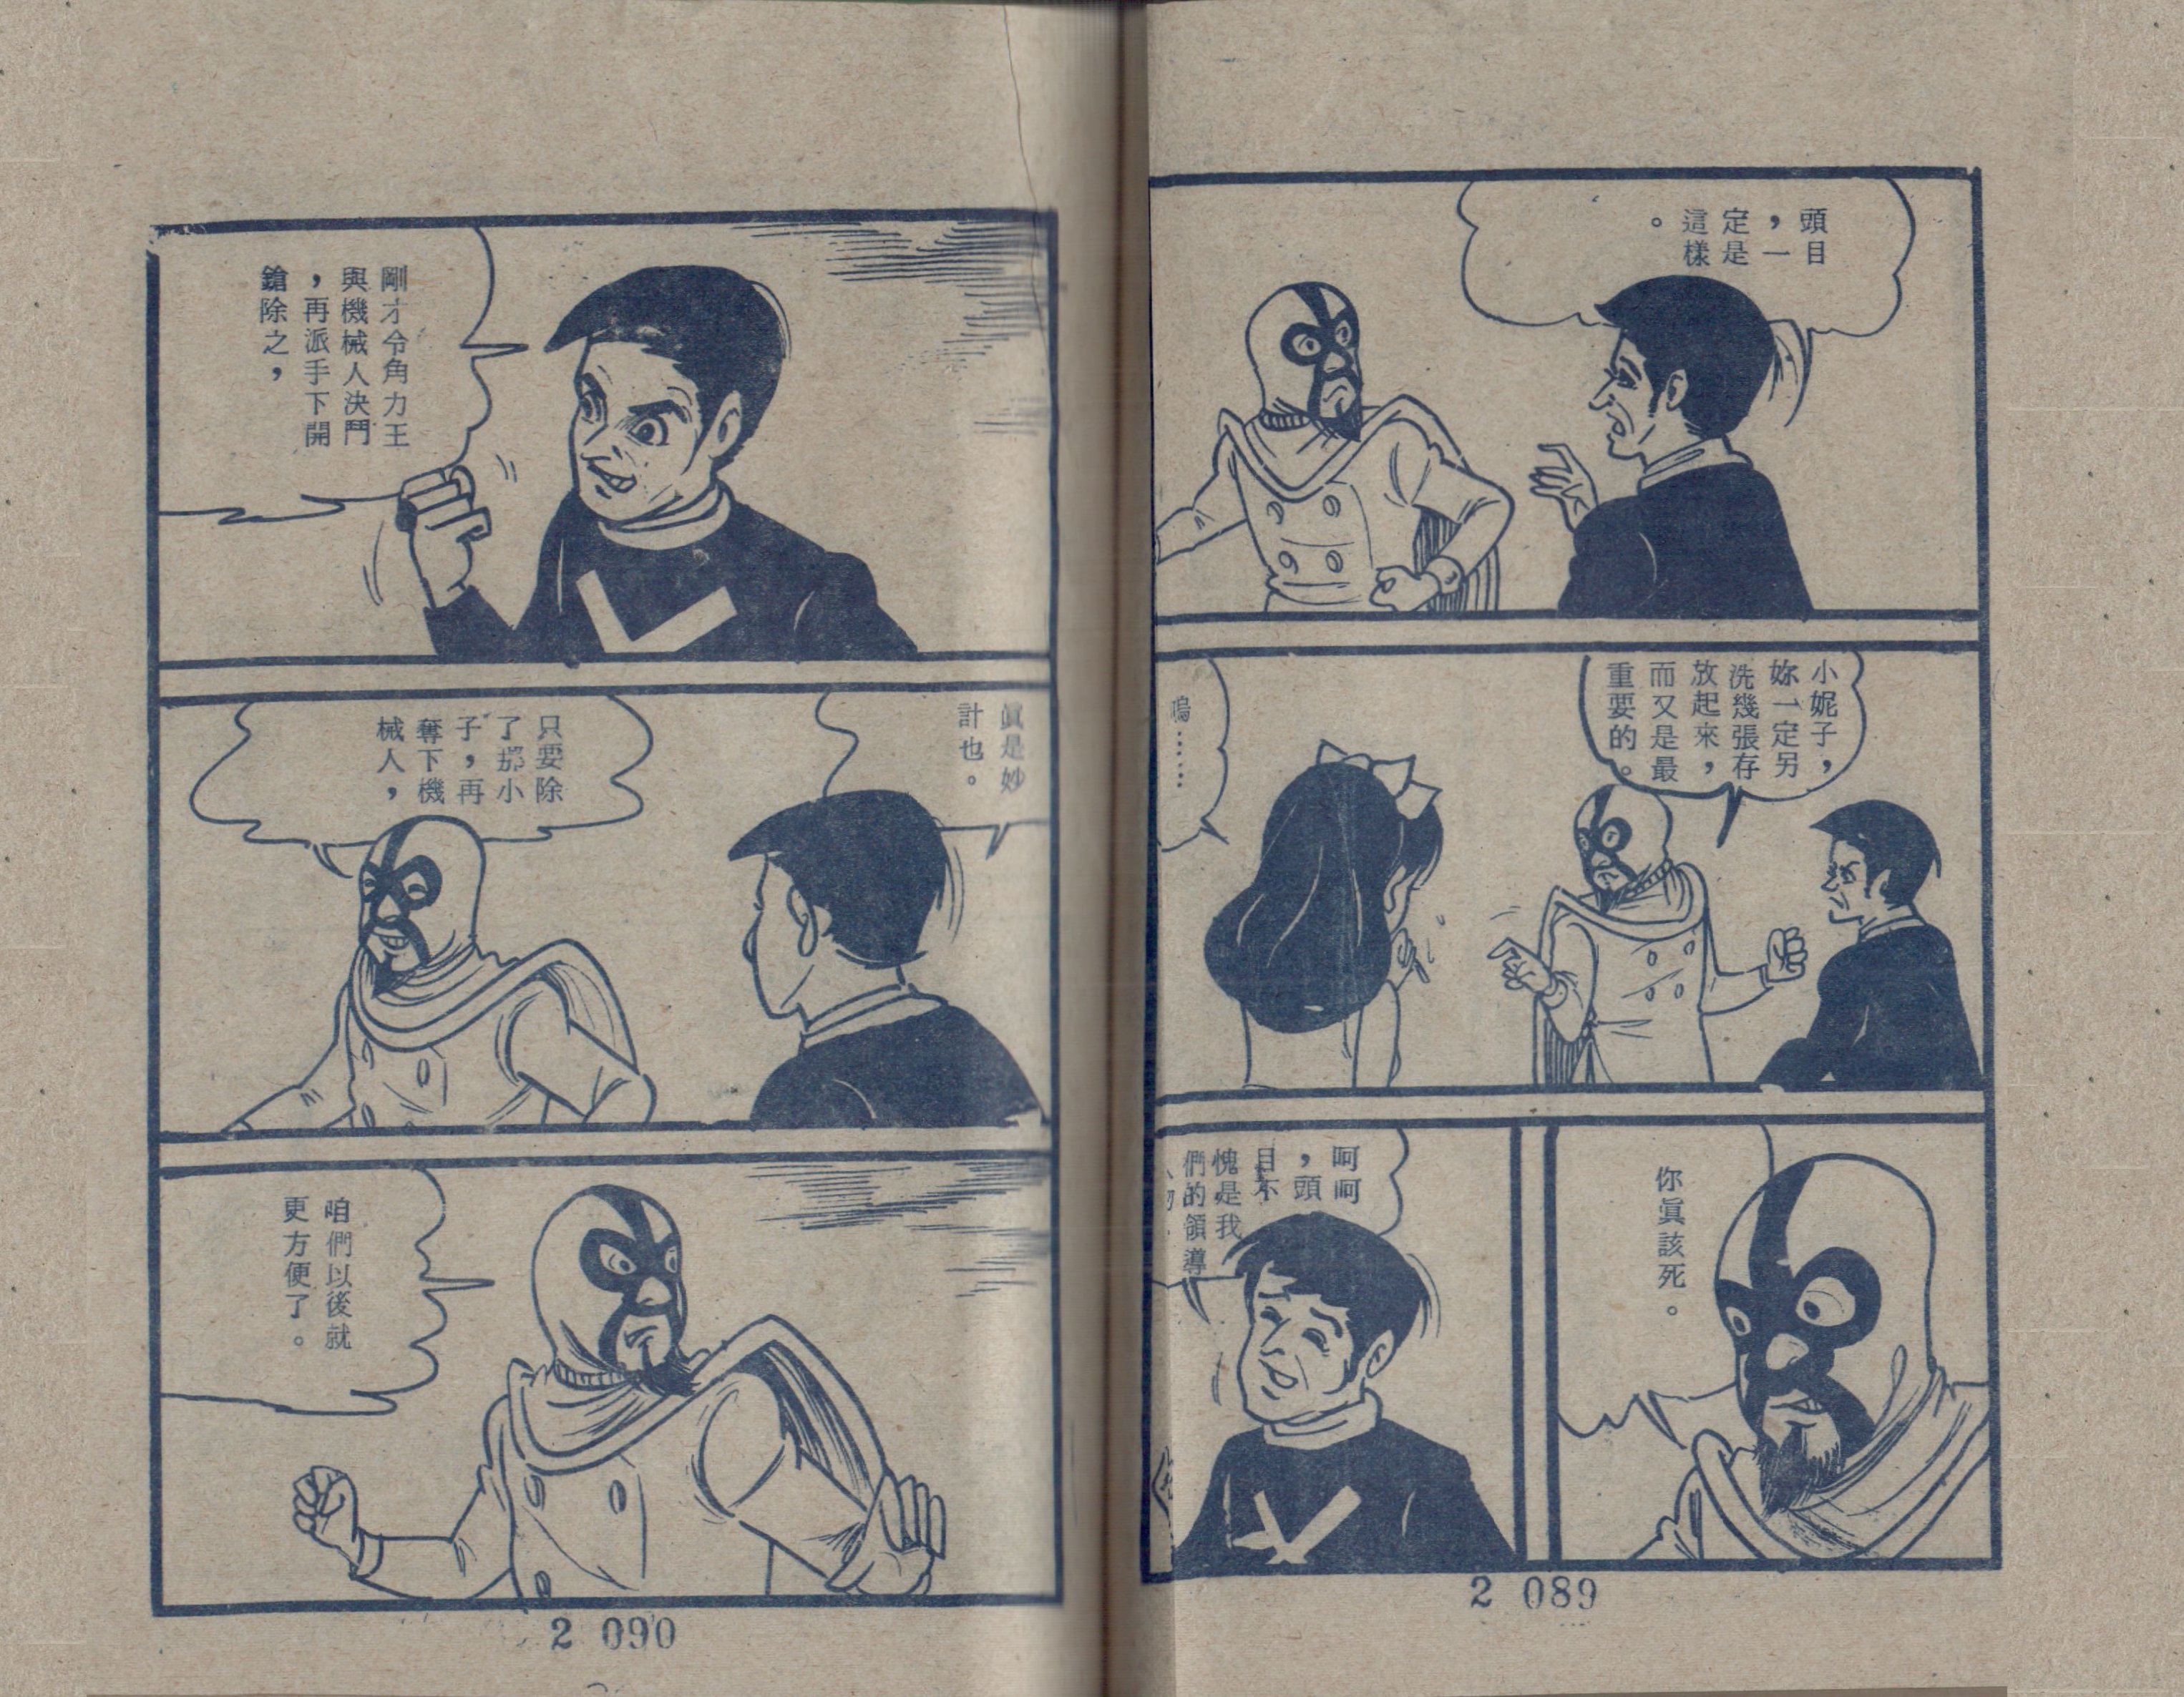 頭目
，一
定是
這樣
。
小妮子，
妳一定另
洗幾張存
放起來，
而又是最
重要的。
嗚……
你眞該死。
呵呵
，頭
目不
愧是我
們的領導
剛才令角力王
與機械人決鬥
，再派手下開
鎗除之，
眞是妙
計也。
只要除
了那小
子，再
奪下機
械人，
咱們以後就
更方便了。
2 089
2 090